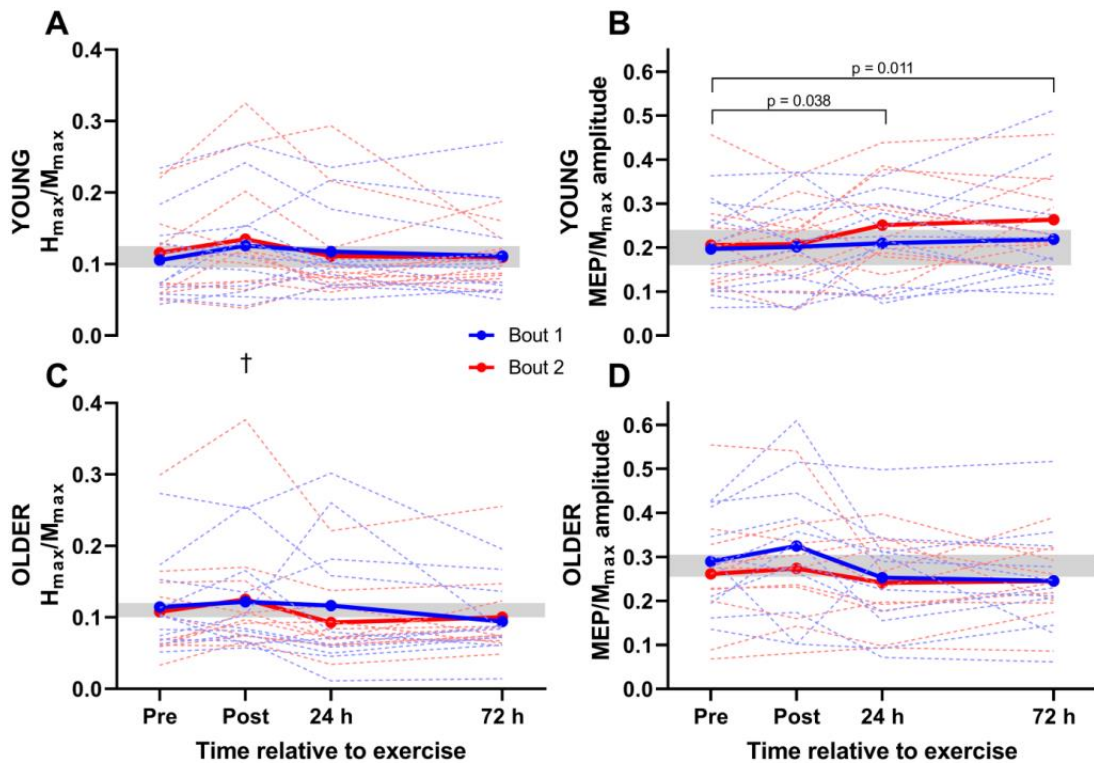 A
YOUNG
Hmax/Mmax
0.4
0.3
0.2
0.1
0.0
B
YOUNG
MEP/Mmax amplitude
0.6
0.5
0.4
0.3
0.2
0.1
0.0
p = 0.011
p = 0.038
Bout 1
Bout 2
†
C
OLDER
Hmax/Mmax
0.4
0.3
0.2
0.1
0.0
Pre Post 24 h 72 h
Time relative to exercise
D
OLDER
MEP/Mmax amplitude
0.6
0.5
0.4
0.3
0.2
0.1
0.0
Pre Post 24 h 72 h
Time relative to exercise